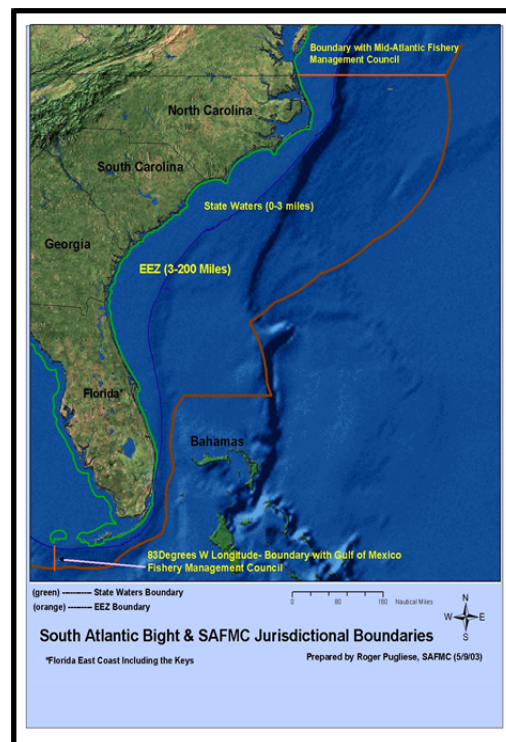 Boundary with Mid-Atlantic Fishery
Management Council
North Carolina
South Carolina
State Waters (0-3 miles)
Georgia
EEZ (3-200 Miles)
Florida*
Bahamas
83Degrees W Longitude- Boundary with Gulf of Mexico
Fishery Management Council
(green) ---------- State Waters Boundary
(orange) --------- EEZ Boundary
0 80 160 Nautical Miles
N
W E
S
South Atlantic Bight & SAFMC Jurisdictional Boundaries
*Florida East Coast Including the Keys
Prepared by Roger Pugliese, SAFMC (5/9/03)